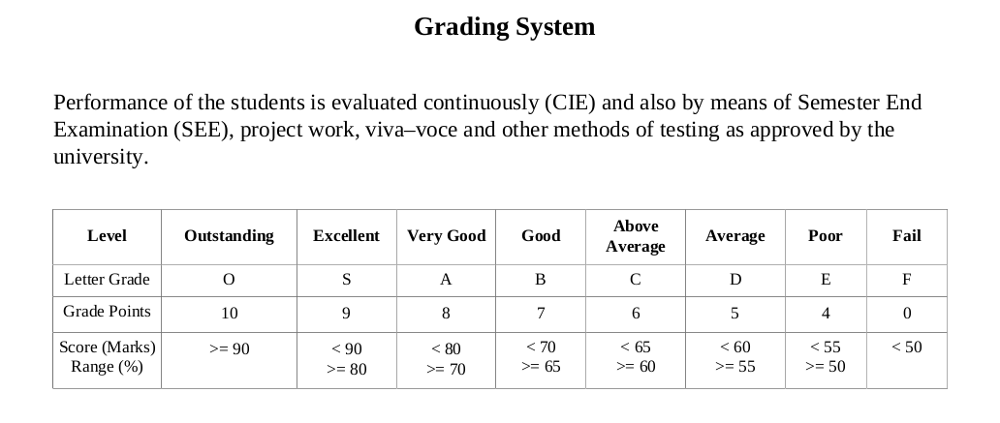 Grading System
Performance of the students is evaluated continuously (CIE) and also by means of Semester End
Examination (SEE), project work, viva–voce and other methods of testing as approved by the
university.
Level Outstanding Excellent Very Good Good Above Average Average Poor Fail
Letter Grade O S A B C D E F
Grade Points 10 9 8 7 6 5 4 0
Score (Marks) >= 90 < 90 < 80 < 70 < 65 < 60 < 55 < 50
Range (%) >= 80 >= 70 >= 65 >= 60 >= 55 >= 50